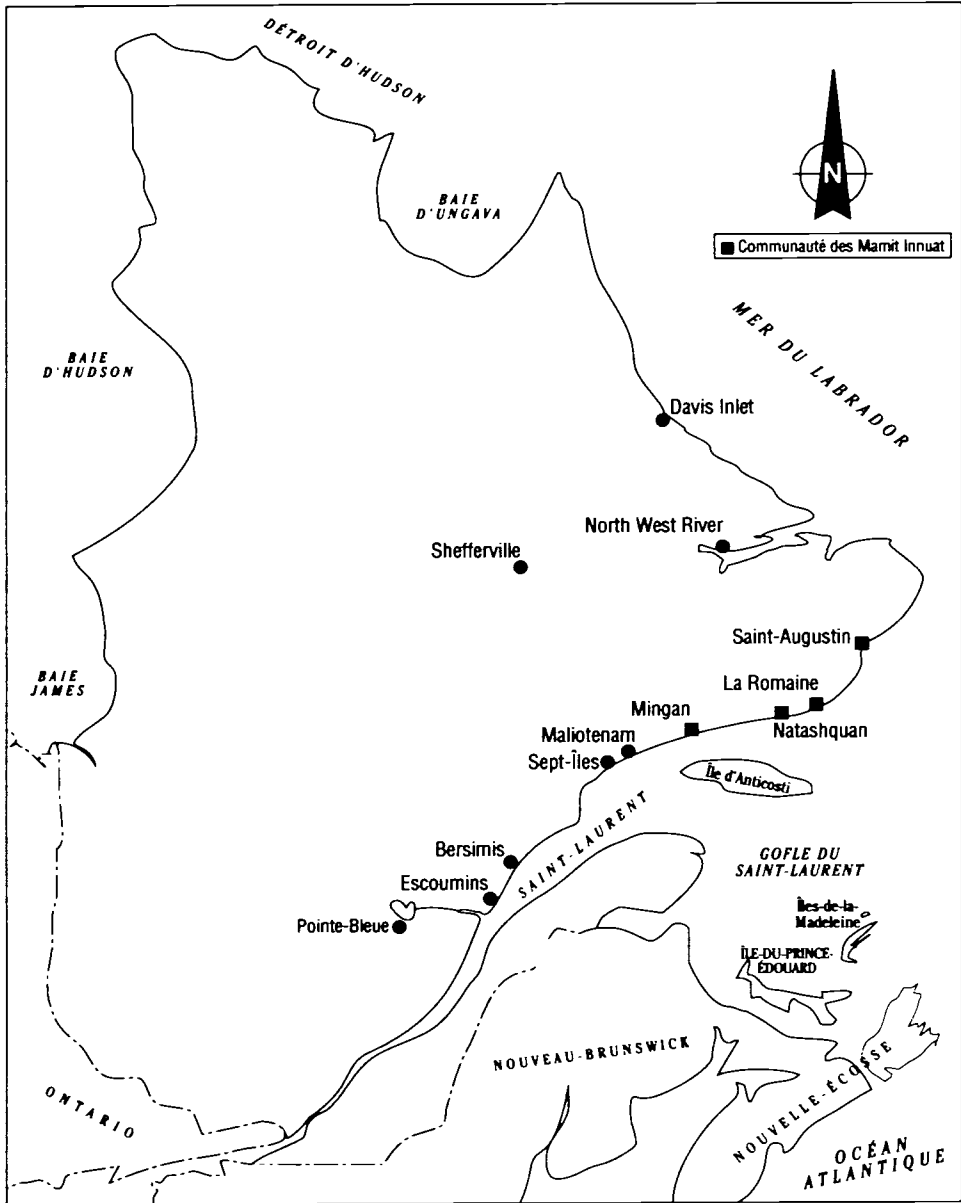 DÉTROIT D'HUDSON
BAIE
D'UNGAVA
N
Communauté des Mamit Innuat
MER DU LABRADOR
BAIE
D'HUDSON
Davis Inlet
North West River
Shefferville
Saint-Augustin
BAIE
JAMES
La Romaine
Mingan
Natashquan
Maliotenam
Sept-Îles
Île d'Anticosti
SAINT-LAURENT
Bersimis
GOFLE DU
SAINT-LAURENT
Escoumins
Îles-de-la-
Madeleine
Pointe-Bleue
ÎLE-DU-PRINCE-
ÉDOUARD
NOUVEAU-BRUNSWICK
NOUVELLE-ÉCOSSE
ONTARIO
OCÉAN
ATLANTIQUE